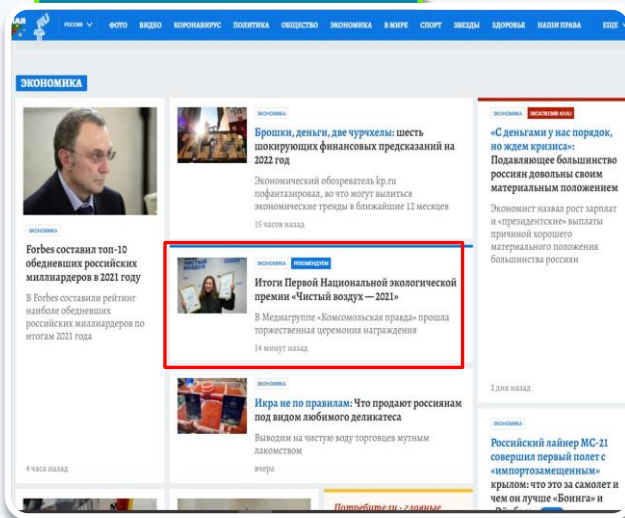 РОССИЯ
ФОТО ВИДЕО КОРОНАВИРУС ПОЛИТИКА ОБЩЕСТВО ЭКОНОМИКА В МИРЕ СПОРТ ЗВЕЗДЫ ЗДОРОВЬЕ НАШИ ПРАВА ЕЩЕ
ЭКОНОМИКА
ЭКОНОМИКА
Forbes составил топ-10
обедневших российских
миллиардеров в 2021 году
В Forbes составили рейтинг
наиболе обедневших
российских миллиардеров по
итогам 2021 года
4 часа назад
ЭКОНОМИКА
Брошки, деньги, две чурчхелы: шесть
шокирующих финансовых предсказаний на
2022 год
Экономический обозреватель kp.ru
пофантазировал, во что могут вылиться
экономические тренды в ближайшие 12 месяцев
15 часов назад
ЭКОНОМИКА РЕКОМЕНДУЕМ
Итоги Первой Национальной экологической
премии «Чистый воздух — 2021»
В Медиагруппе «Комсомольская правда» прошла
торжественная церемония награждения
14 минут назад
ЭКОНОМИКА
Икра не по правилам: Что продают россиянам
под видом любимого деликатеса
Выводим на чистую воду торговцев мутным
лакомством
вчера
Потребители - главные
ЭКОНОМИКА ЭКСКЛЮЗИВ KP.RU
«С деньгами у нас порядок,
но ждем кризиса»:
Подавляющее большинство
россиян довольны своим
материальным положением
Экономист назвал рост зарплат
и «президентские» выплаты
причиной хорошего
материального положения
большинства россиян
2 дня назад
ЭКОНОМИКА
Российский лайнер МС-21
совершил первый полет с
«импортозамещенным»
крылом: что это за самолет и
чем он лучше «Боинга» и